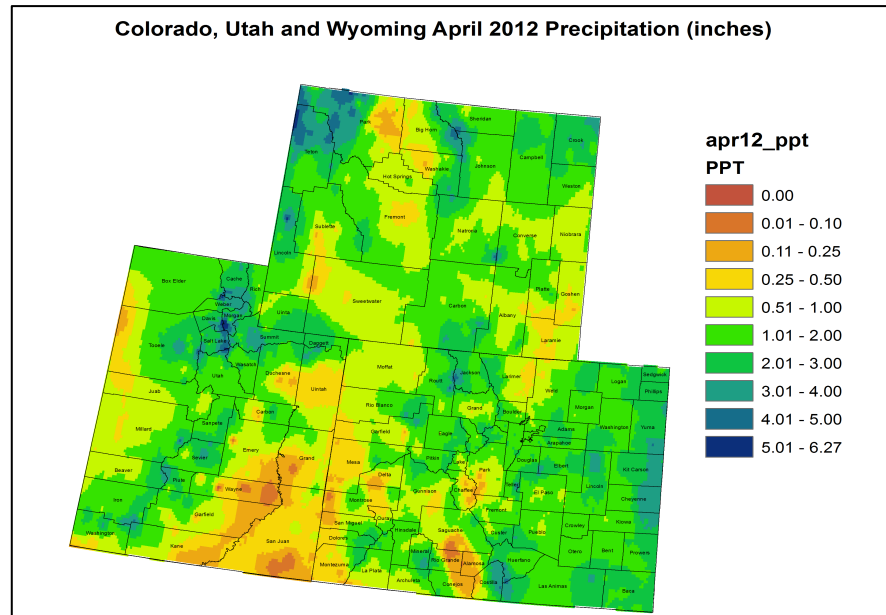 Colorado, Utah and Wyoming April 2012 Precipitation (inches)
apr12_ppt
PPT
0.00
0.01 - 0.10
0.11 - 0.25
0.25 - 0.50
0.51 - 1.00
1.01 - 2.00
2.01 - 3.00
3.01 - 4.00
4.01 - 5.00
5.01 - 6.27
Park
Big Horn
Sheridan
Crook
Teton
Washakie
Johnson
Campbell
Hot Springs
Weston
Fremont
Sublette
Natrona
Converse
Niobrara
Lincoln
Platte
Goshen
Sweetwater
Carbon
Albany
Laramie
Uinta
Box Elder
Cache
Rich
Weber
Davis
Morgan
Salt Lake
Summit
Daggett
Tooele
Wasatch
Duchesne
Utah
Uintah
Juab
Carbon
Sanpete
Millard
Emery
Grand
Sevier
Beaver
Piute
Wayne
Iron
Garfield
Washington
Kane
San Juan
Moffat
Routt
Jackson
Larimer
Weld
Logan
Sedgwick
Phillips
Morgan
Rio Blanco
Grand
Boulder
Washington
Yuma
Garfield
Eagle
Adams
Arapahoe
Mesa
Pitkin
Lake
Park
Douglas
Elbert
Kit Carson
Delta
Gunnison
Chaffee
Teller
El Paso
Lincoln
Cheyenne
Montrose
Fremont
Ouray
San Miguel
Hinsdale
Saguache
Custer
Pueblo
Crowley
Kiowa
Dolores
Mineral
Rio Grande
Alamosa
Huerfano
Otero
Bent
Prowers
Montezuma
La Plata
Archuleta
Conejos
Costilla
Las Animas
Baca